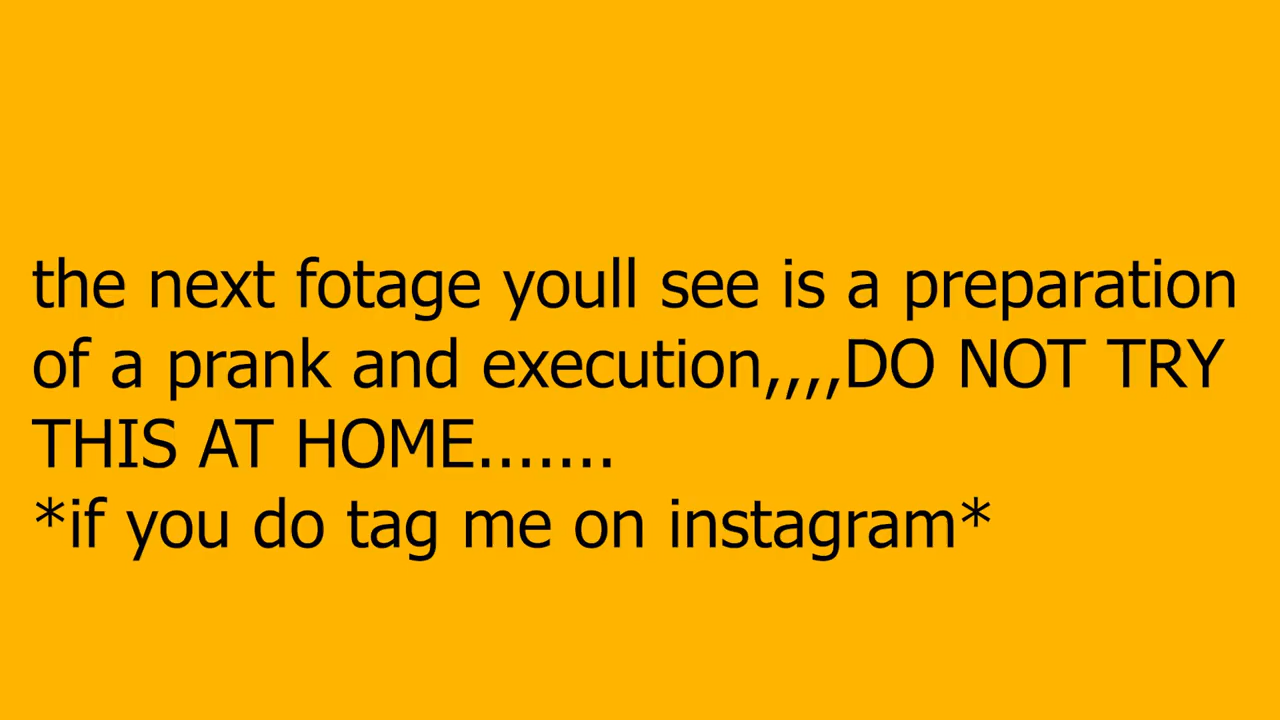 the next fotage youll see is a preparation
of a prank and execution,,,,DO NOT TRY
THIS AT HOME.......
*if you do tag me on instagram*